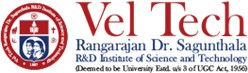 Vel Tech
Rangarajan Dr. Sagunthala
R&D Institute of Science and Technology
(Deemed to be University Estd. u/s 3 of UGC Act, 1956)